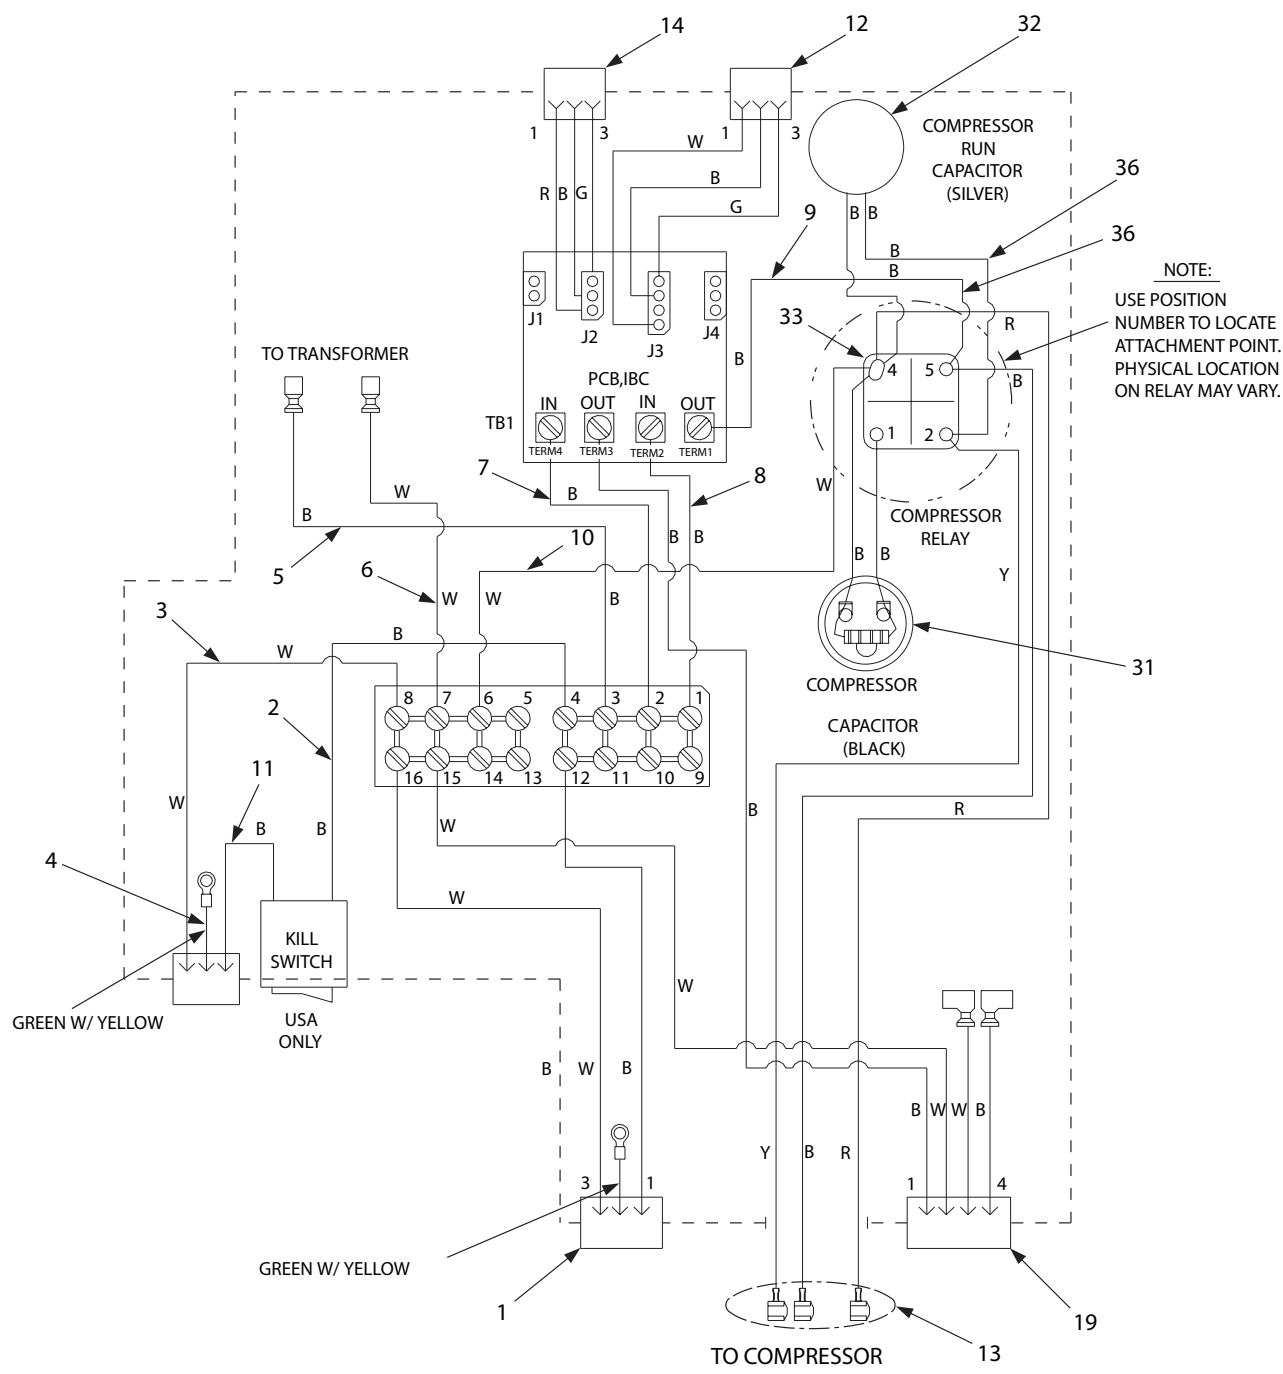 14
12
32
1
3
1
3
COMPRESSOR
RUN
CAPACITOR
(SILVER)
W
B
G
R B G
B B
36
9
B
36
B
NOTE:
USE POSITION
NUMBER TO LOCATE
ATTACHMENT POINT.
PHYSICAL LOCATION
ON RELAY MAY VARY.
J1
J2
J3
J4
33
R
TO TRANSFORMER
B
4
5
B
PCB,IBC
IN
OUT
IN
OUT
TB1
TERM4
TERM3
TERM2
TERM1
1
2
7
B
8
W
W
B
COMPRESSOR
RELAY
5
10
B
B
B
B
Y
6
W
W
B
3
W
B
31
COMPRESSOR
8
7
6
5
4
3
2
1
2
CAPACITOR
(BLACK)
16
15
14
13
12
11
10
9
11
W
B
B
W
B
R
4
W
KILL
SWITCH
W
GREEN W/ YELLOW
USA
ONLY
B
W
B
B
W
W
B
Y
B
R
3
1
1
4
GREEN W/ YELLOW
1
19
13
TO COMPRESSOR